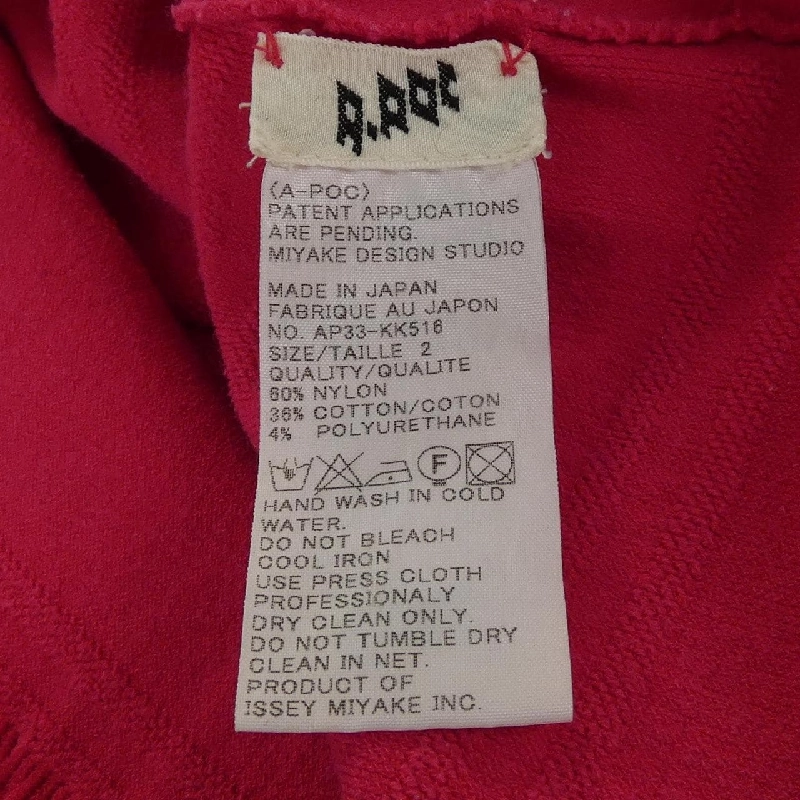 A.POC
(A-POC)
PATENT APPLICATIONS
ARE PENDING.
MIYAKE DESIGN STUDIO
MADE IN JAPAN
FABRIQUE AU JAPON
NO. AP33-KK516
SIZE/TAILLE 2
QUALITY/QUALITE
60% NYLON
36% COTTON/COTON
4% POLYURETHANE
F
HAND WASH IN COLD
WATER.
DO NOT BLEACH
COOL IRON
USE PRESS CLOTH
PROFESSIONALY
DRY CLEAN ONLY.
DO NOT TUMBLE DRY
CLEAN IN NET.
PRODUCT OF
ISSEY MIYAKE INC.